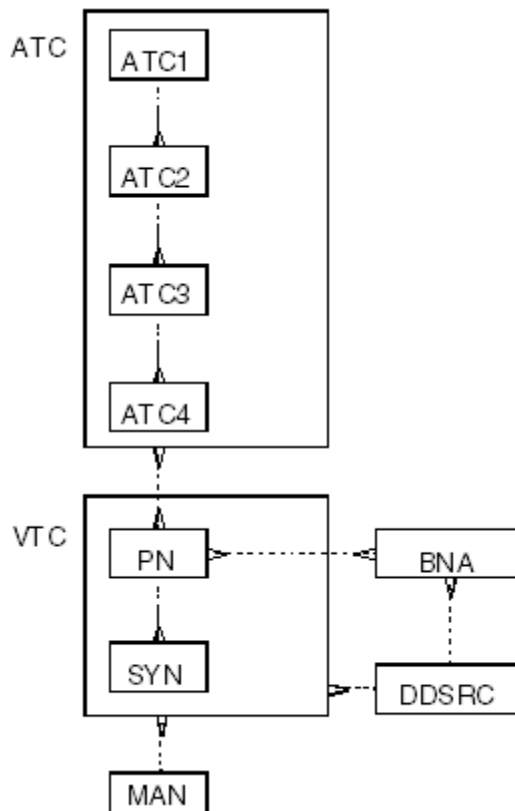 ATC
ATC1
ATC2
ATC3
ATC4
VTC
PN
BNA
SYN
DDSRC
MAN